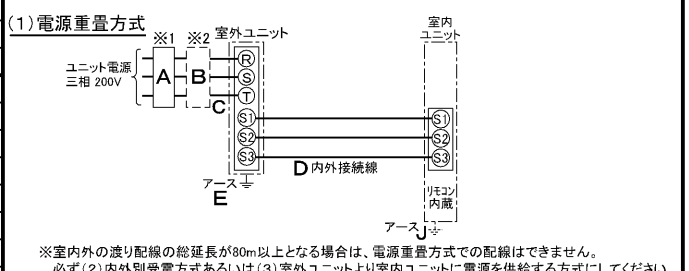 (1)電源重畳方式
※1 ※2 室外ユニット
室内
ユニット
ユニット電源
三相 200V
A
B
C
R
S
T
S1
S2
S3
S1
S2
S3
D 内外接続線
リモコン
内蔵
アース
E
アース J
※室内外の渡り配線の総延長が80m以上となる場合は、電源重畳方式での配線はできません。
必ず(2)内外別受電方式あるいは(3)室外ユニットより室内ユニットに電源を供給する方式にしてください